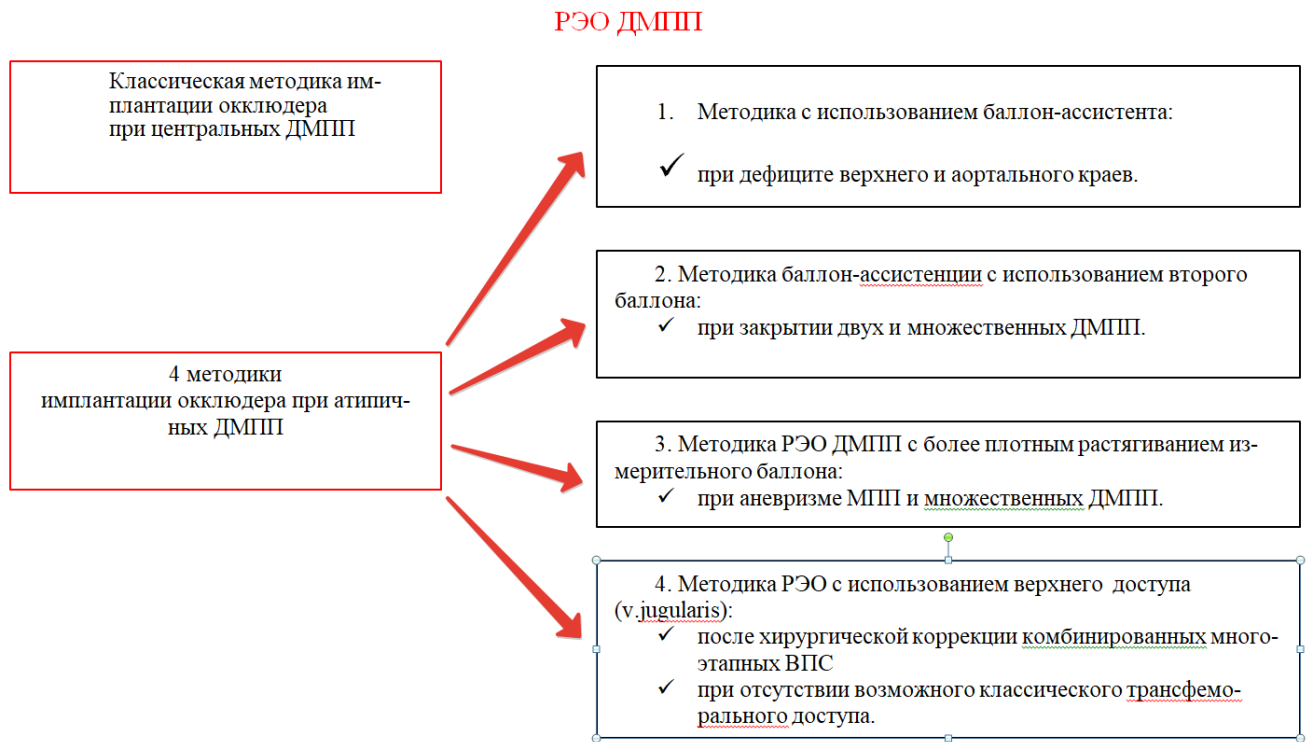 РЭО ДМПП
Классическая методика им-
плантации окклюдера
при центральных ДМПП
4 методики
имплантации окклюдера при атипич-
ных ДМПП
1. Методика с использованием баллон-ассистента:
✓ при дефиците верхнего и аортального краев.
2. Методика баллон-ассистенции с использованием второго
баллона:
✓ при закрытии двух и множественных ДМПП.
3. Методика РЭО ДМПП с более плотным растягиванием из-
мерительного баллона:
✓ при аневризме МПП и множественных ДМПП.
4. Методика РЭО с использованием верхнего доступа
(v.jugularis):
✓ после хирургической коррекции комбинированных много-
этапных ВПС
✓ при отсутствии возможного классического трансфемо-
рального доступа.